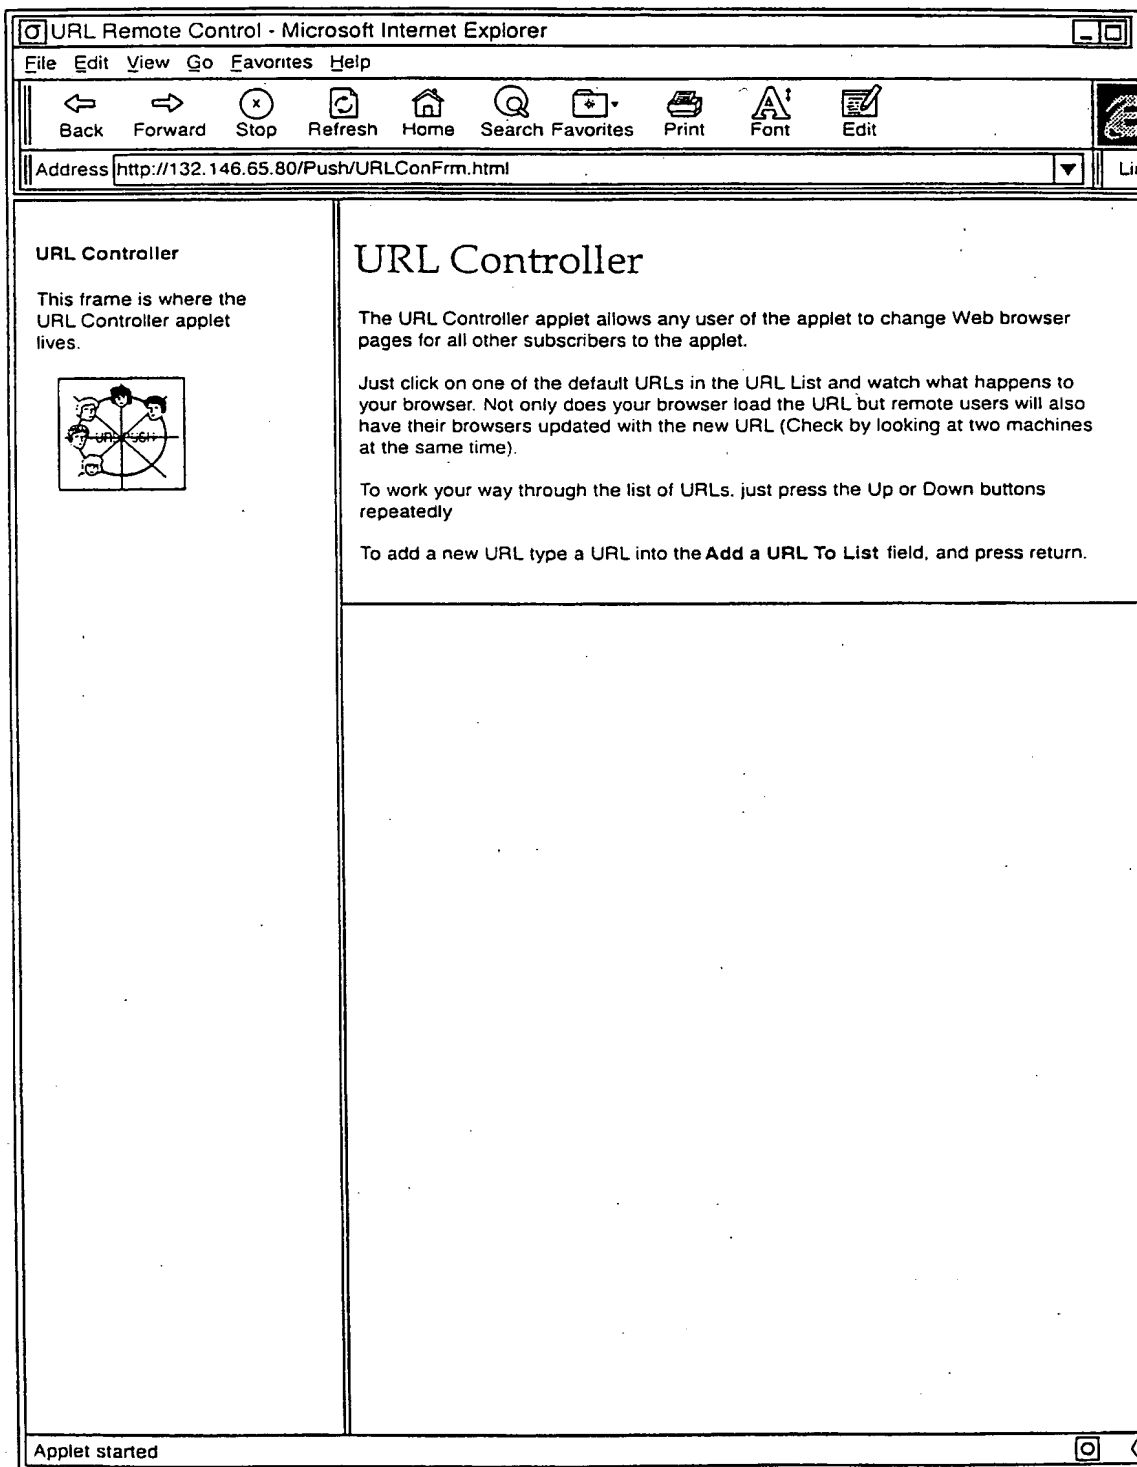 URL Remote Control - Microsoft Internet Explorer
File Edit View Go Favorites Help
Back Forward Stop Refresh Home Search Favorites Print Font Edit
Address http://132.146.65.80/Push/URLConFrm.html
URL Controller
This frame is where the
URL Controller applet
lives.
URL PUSH
URL Controller
The URL Controller applet allows any user of the applet to change Web browser
pages for all other subscribers to the applet.
Just click on one of the default URLs in the URL List and watch what happens to
your browser. Not only does your browser load the URL but remote users will also
have their browsers updated with the new URL (Check by looking at two machines
at the same time).
To work your way through the list of URLs. just press the Up or Down buttons
repeatedly
To add a new URL type a URL into the Add a URL To List field, and press return.
Applet started